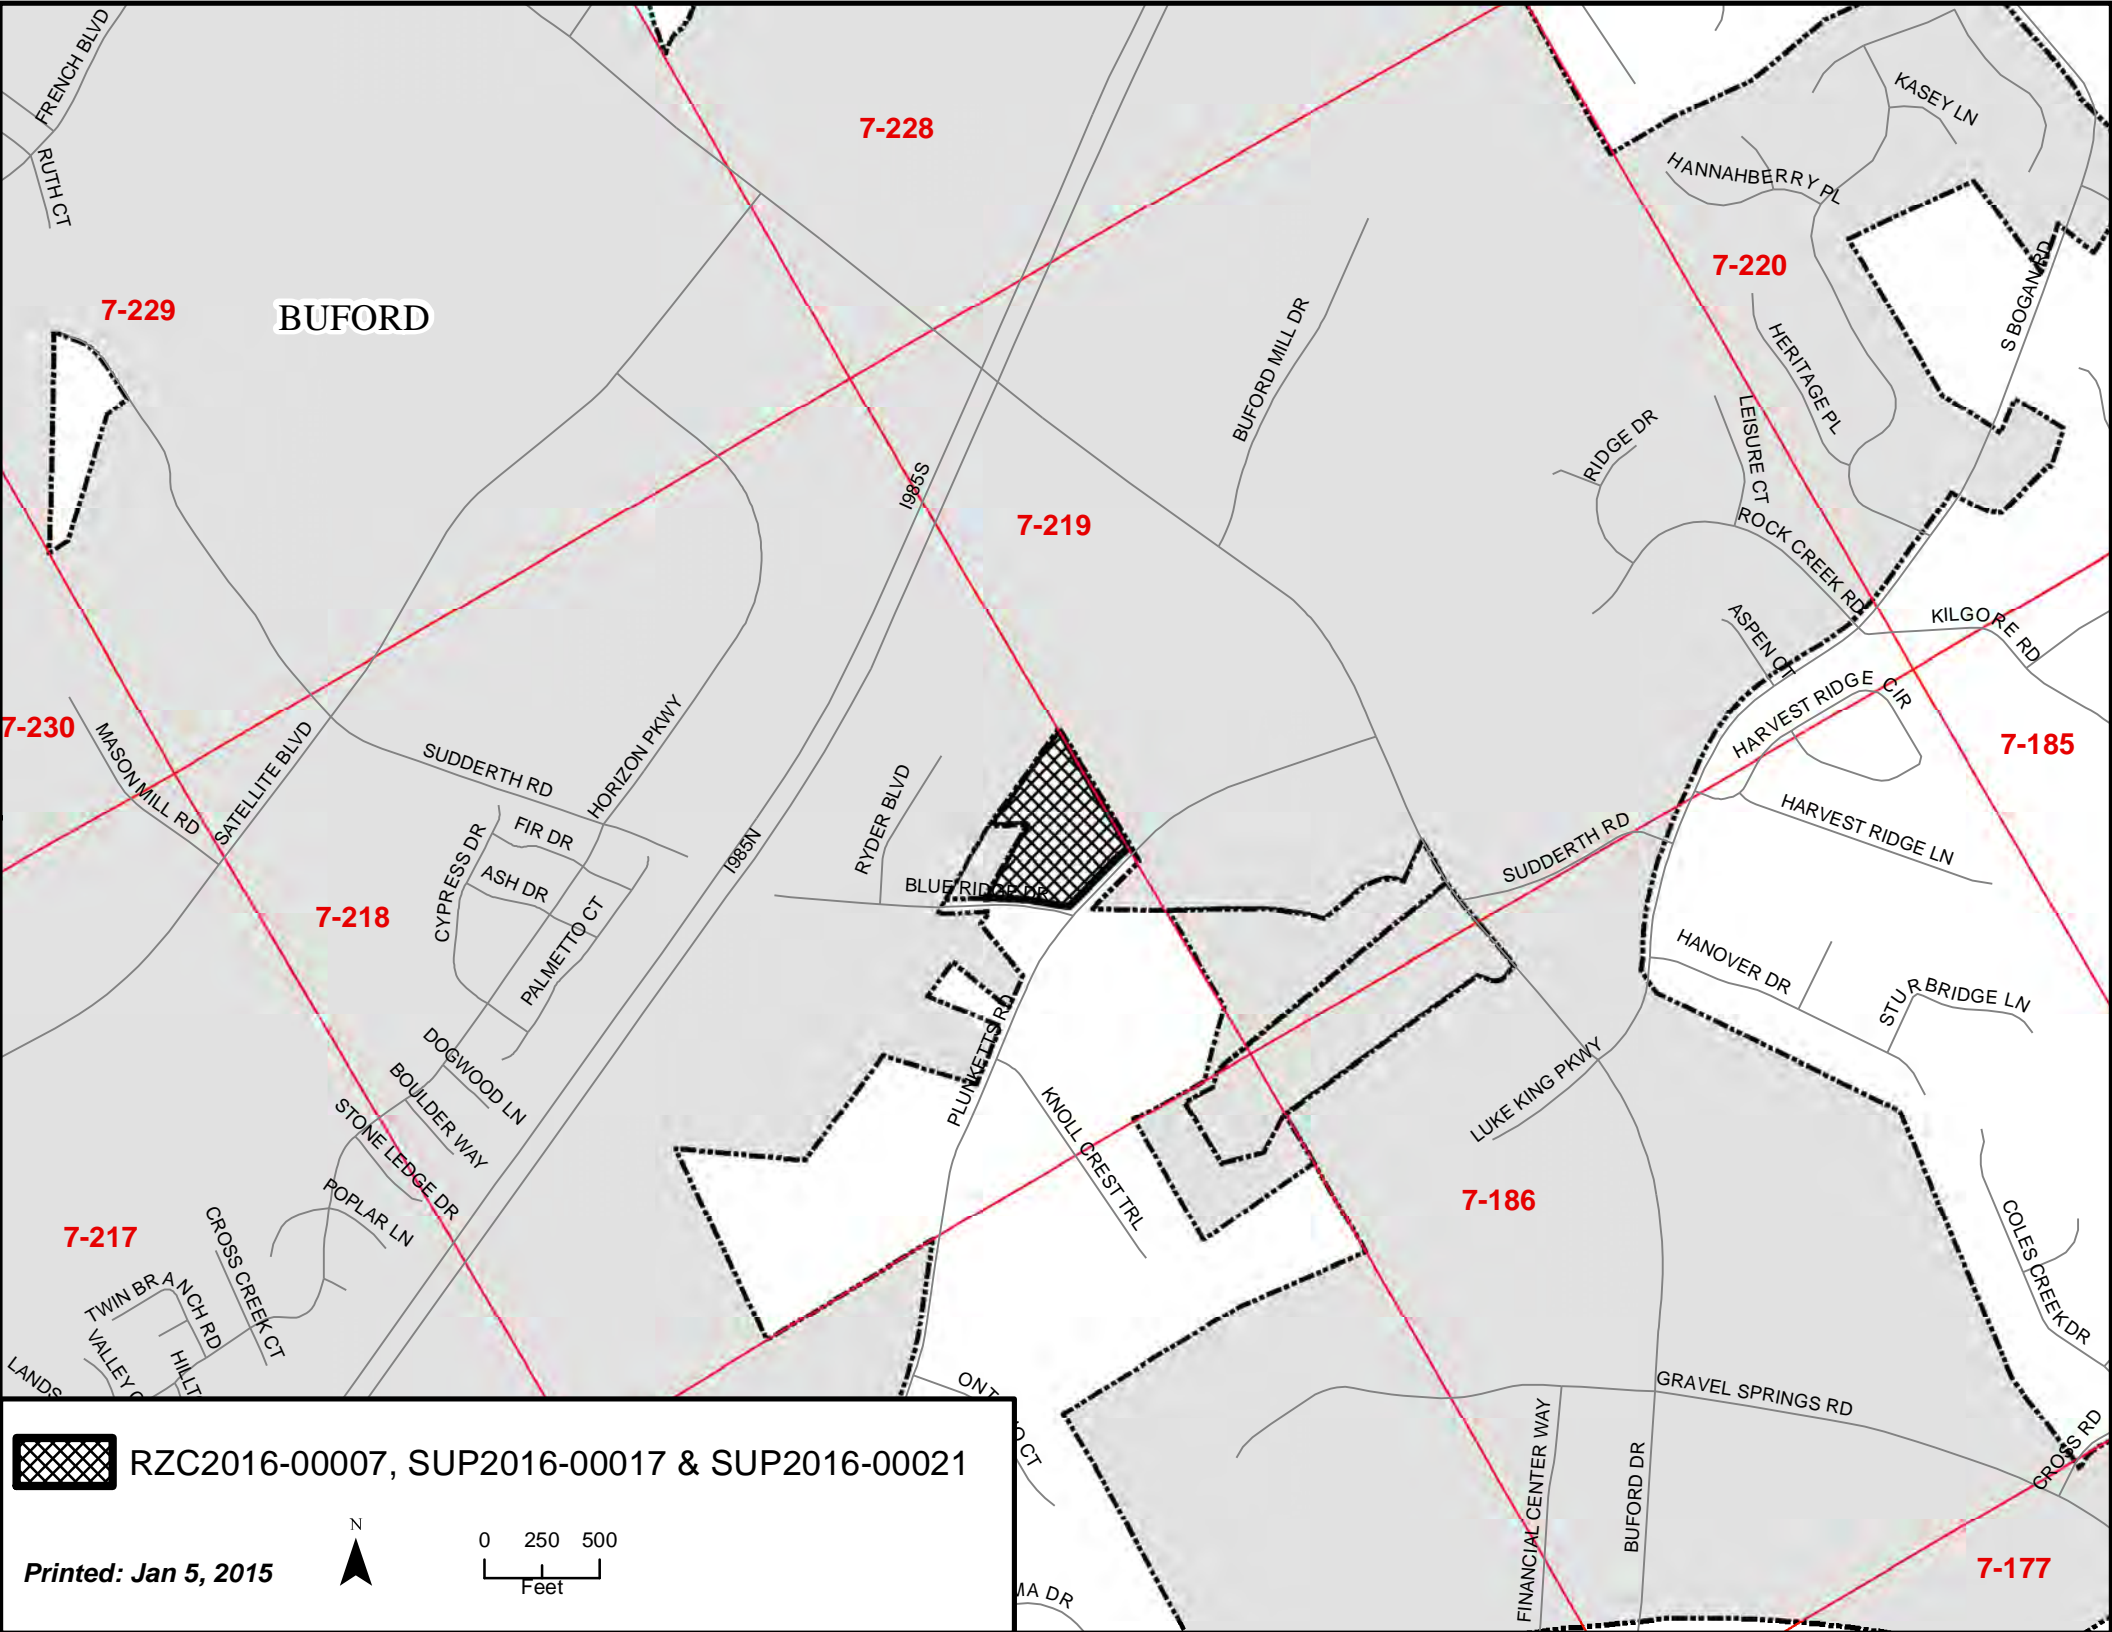 FRENCH BLVD
RUTH CT
7-228
KASEY LN
HANNAHBERRY PL
7-220
S BOGAN RD
7-229
BUFORD
BUFORD MILL DR
HERITAGE PL
LEISURE CT
RIDGE DR
I985S
7-219
ROCK CREEK RD
ASPEN CT
KILGORE RD
HARVEST RIDGE CIR
7-185
7-230
MASON MILL RD
SATELLITE BLVD
SUDDERTH RD
HORIZON PKWY
CYPRESS DR
FIR DR
ASH DR
PALMETTO CT
I985N
RYDER BLVD
BLUE RIDGE DR
SUDDERTH RD
HARVEST RIDGE LN
7-218
HANOVER DR
STURBRIDGE LN
DOGWOOD LN
BOULDER WAY
STONE LEDGE DR
POPLAR LN
PLUNKETTS RD
KNOLL CREST TRL
LUKE KING PKWY
7-186
7-217
CROSS CREEK CT
TWIN BRANCH RD
VALLEY C
HILLT
LANDS
COLES CREEK DR
GRAVEL SPRINGS RD
FINANCIAL CENTER WAY
BUFORD DR
CROSS RD
7-177
ONT
O CT
MA DR
RZC2016-00007, SUP2016-00017 & SUP2016-00021
N
0 250 500
Feet
Printed: Jan 5, 2015